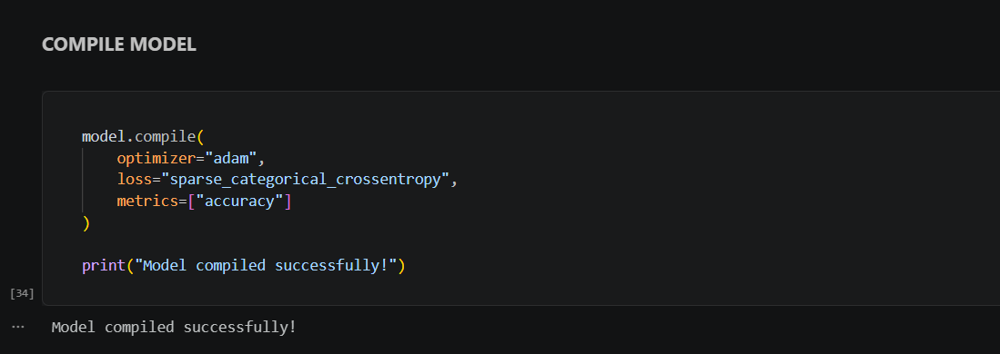 COMPILE MODEL
model.compile(
    optimizer="adam",
    loss="sparse_categorical_crossentropy",
    metrics=["accuracy"]
)
print("Model compiled successfully!")
[34]
... Model compiled successfully!